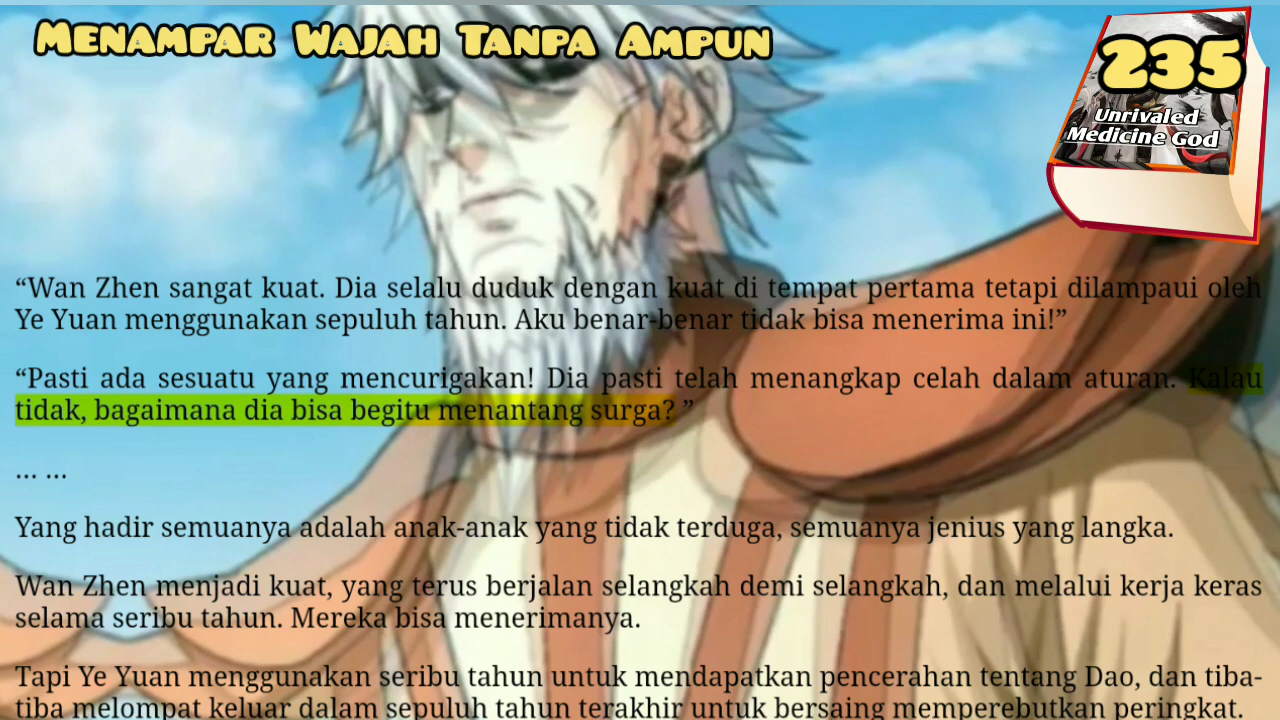 Menampar Wajah Tanpa Ampun
235
Unrivaled
Medicine God
“Wan Zhen sangat kuat. Dia selalu duduk dengan kuat di tempat pertama tetapi dilampaui oleh
Ye Yuan menggunakan sepuluh tahun. Aku benar-benar tidak bisa menerima ini!”
“Pasti ada sesuatu yang mencurigakan! Dia pasti telah menangkap celah dalam aturan. Kalau
tidak, bagaimana dia bisa begitu menantang surga? ”
... ...
Yang hadir semuanya adalah anak-anak yang tidak terduga, semuanya jenius yang langka.
Wan Zhen menjadi kuat, yang terus berjalan selangkah demi selangkah, dan melalui kerja keras
selama seribu tahun. Mereka bisa menerimanya.
Tapi Ye Yuan menggunakan seribu tahun untuk mendapatkan pencerahan tentang Dao, dan tiba-
tiba melompat keluar dalam sepuluh tahun terakhir untuk bersaing memperebutkan peringkat.